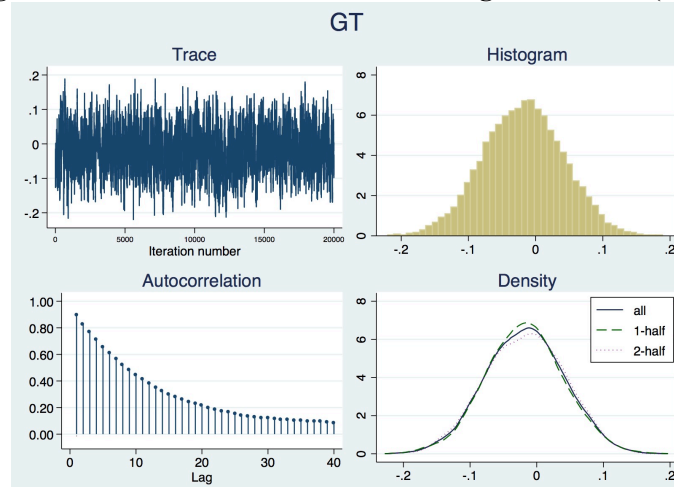 GT
Trace
.2
.1
0
-.1
-.2
0 5000 10000 15000 20000
Iteration number
Histogram
8
6
4
2
0
-.2 -.1 0 .1 .2
Autocorrelation
1.00
0.80
0.60
0.40
0.20
0.00
0 10 20 30 40
Lag
Density
all
1-half
2-half
8
6
4
2
0
-.2 -.1 0 .1 .2